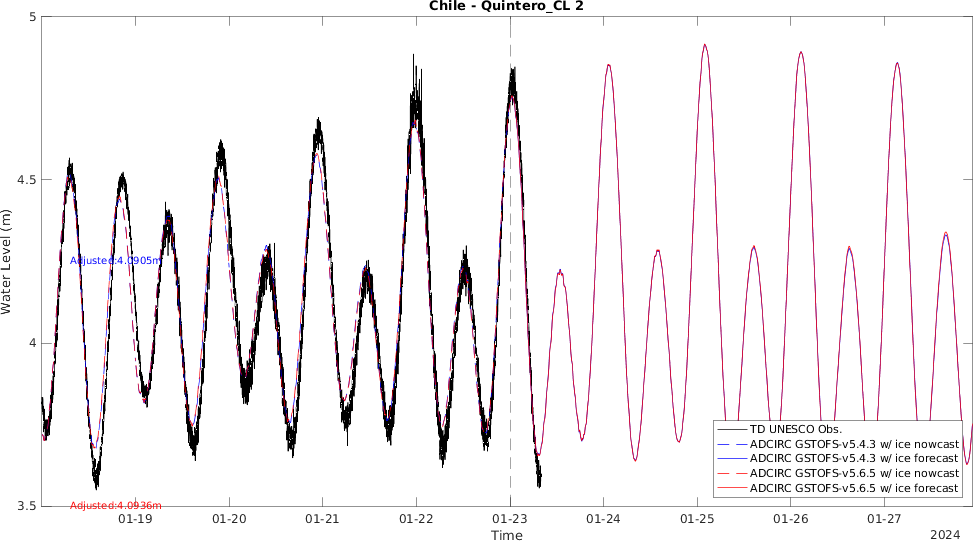 Chile - Quintero_CL 2
Water Level (m)
5
4.5
4
3.5
Adjusted:4.0905m
Adjusted:4.0936m
TD UNESCO Obs.
ADCIRC GSTOFS-v5.4.3 w/ ice nowcast
ADCIRC GSTOFS-v5.4.3 w/ ice forecast
ADCIRC GSTOFS-v5.6.5 w/ ice nowcast
ADCIRC GSTOFS-v5.6.5 w/ ice forecast
01-19 01-20 01-21 01-22 01-23 01-24 01-25 01-26 01-27
Time
2024